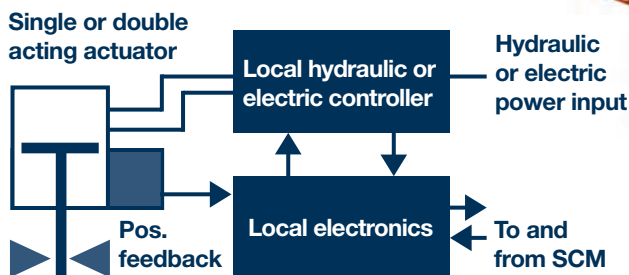 Single or double
acting actuator
Local hydraulic or
electric controller
Hydraulic
or electric
power input
Pos.
feedback
Local electronics
To and
from SCM